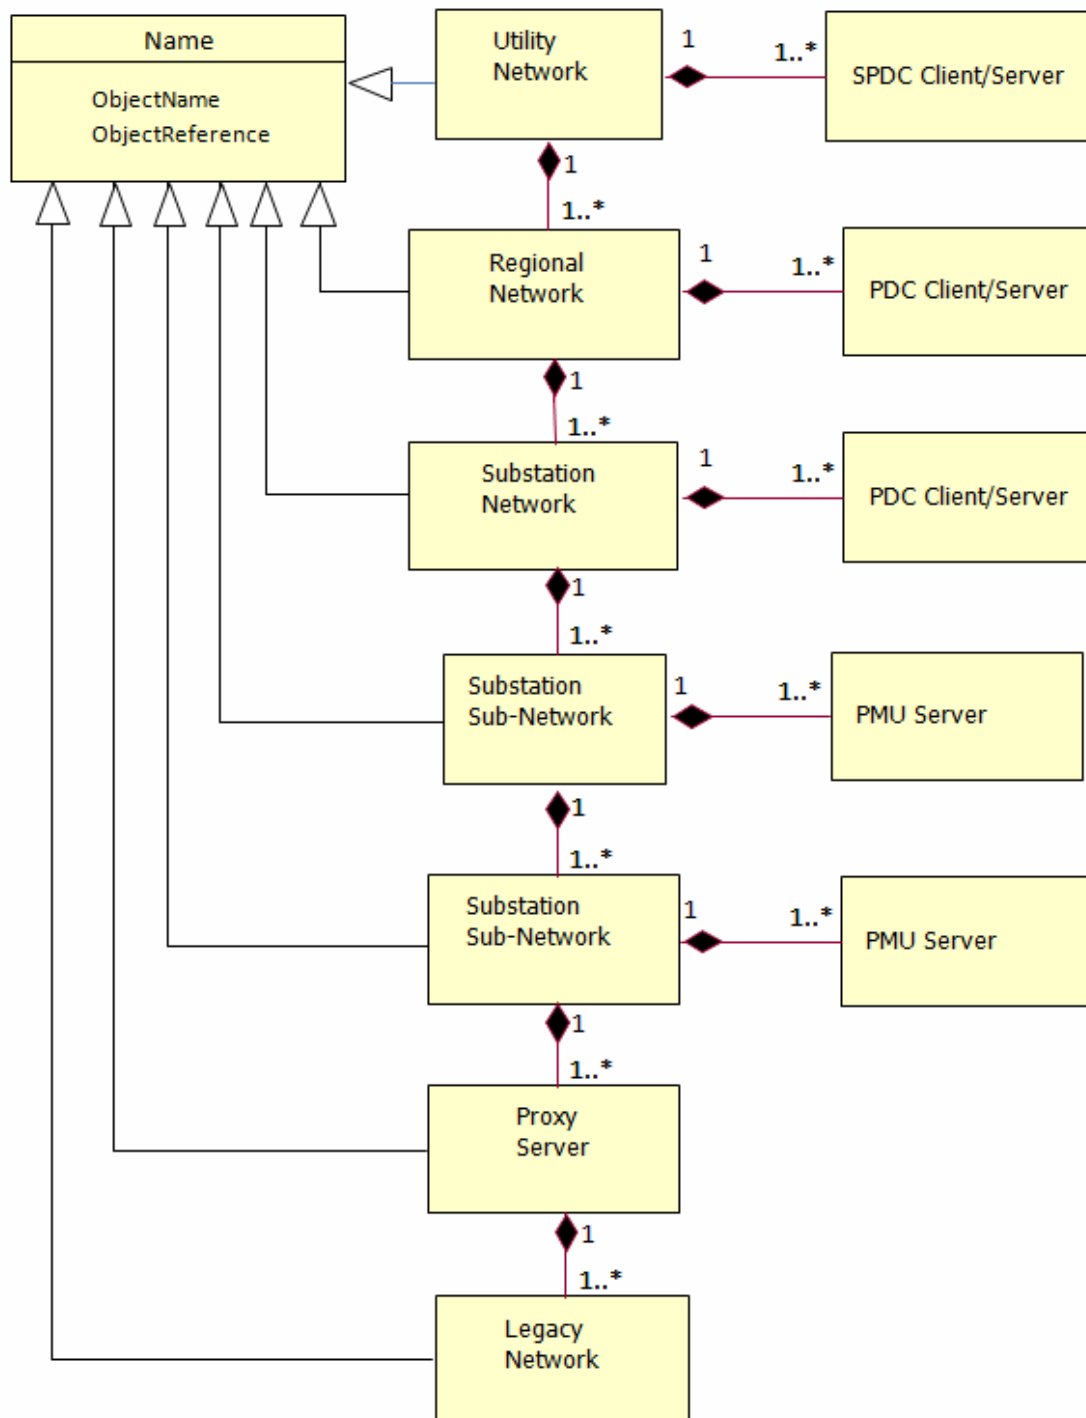 Name
ObjectName
ObjectReference
Utility
Network
1
1..*
SPDC Client/Server
1
1..*
Regional
Network
1
1..*
PDC Client/Server
1
1..*
Substation
Network
1
1..*
PDC Client/Server
1
1..*
Substation
Sub-Network
1
1..*
PMU Server
1
1..*
Substation
Sub-Network
1
1..*
PMU Server
1
1..*
Proxy
Server
1
1..*
Legacy
Network